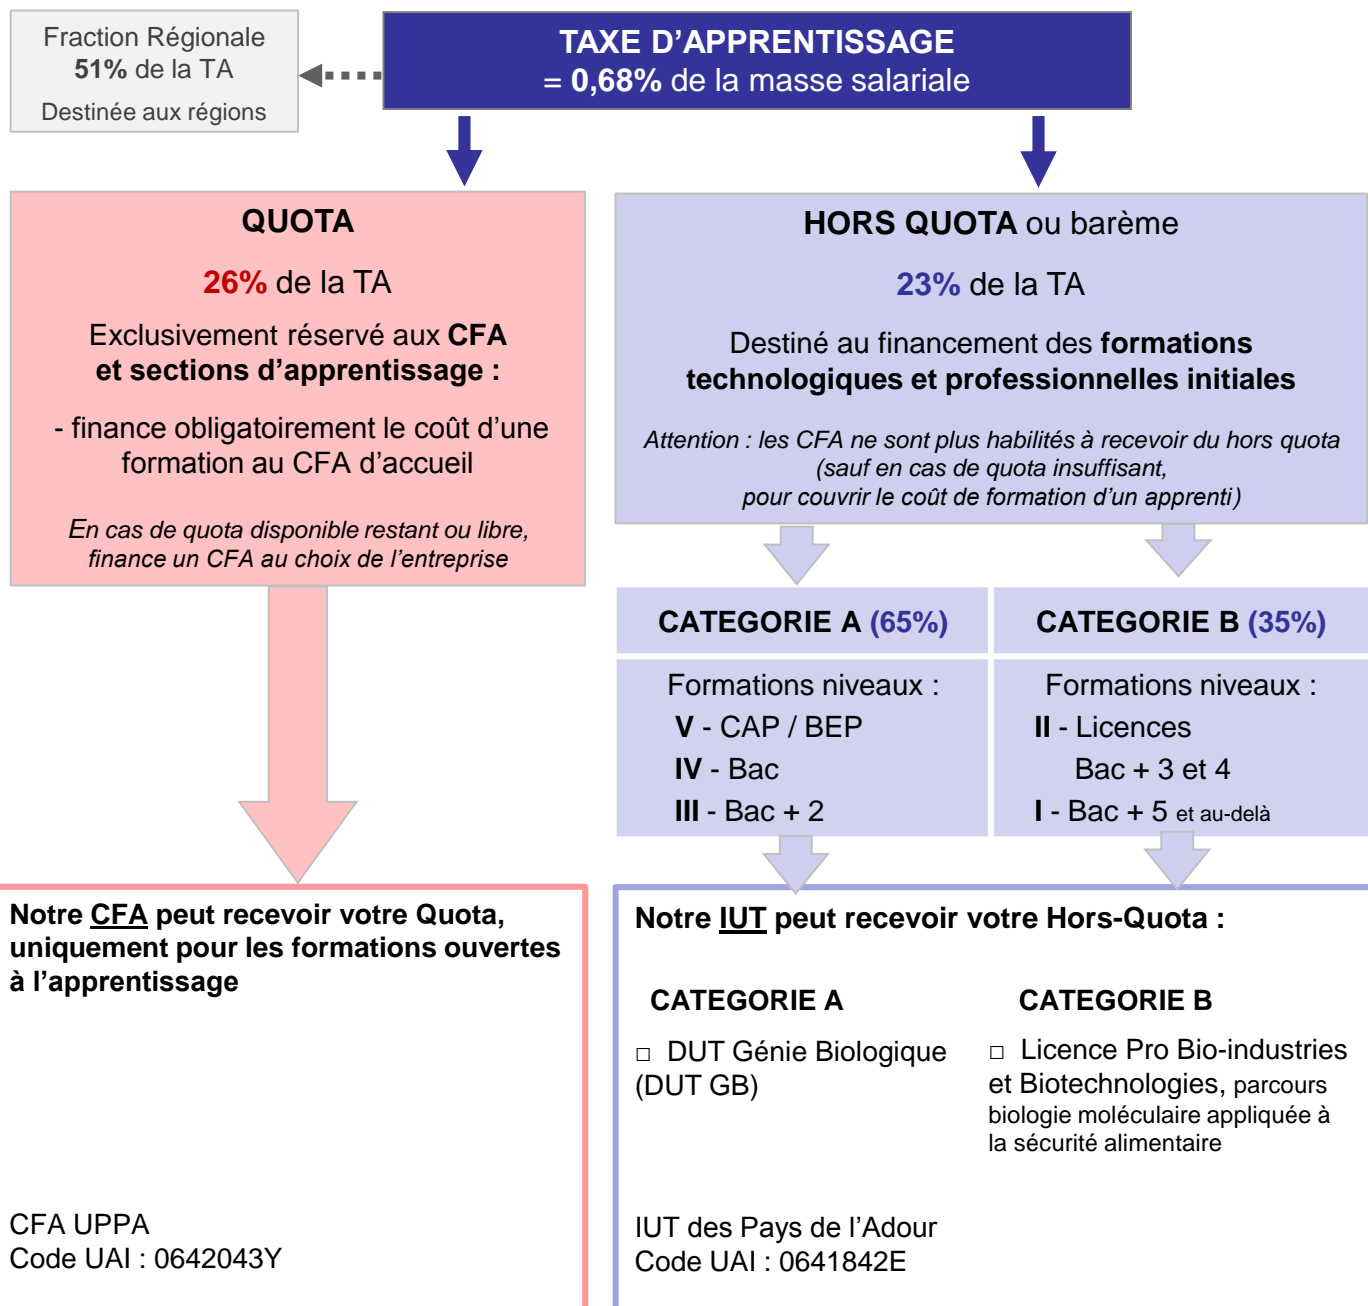 Fraction Régionale
51% de la TA
Destinée aux régions
TAXE D’APPRENTISSAGE
= 0,68% de la masse salariale
QUOTA
26% de la TA
Exclusivement réservé aux CFA
et sections d’apprentissage :
- finance obligatoirement le coût d’une
formation au CFA d’accueil
En cas de quota disponible restant ou libre,
finance un CFA au choix de l’entreprise
HORS QUOTA ou barème
23% de la TA
Destiné au financement des formations
technologiques et professionnelles initiales
Attention : les CFA ne sont plus habilités à recevoir du hors quota
(sauf en cas de quota insuffisant,
pour couvrir le coût de formation d’un apprenti)
CATEGORIE A (65%)
Formations niveaux :
V - CAP / BEP
IV - Bac
III - Bac + 2
CATEGORIE B (35%)
Formations niveaux :
II - Licences
Bac + 3 et 4
I - Bac + 5 et au-delà
Notre CFA peut recevoir votre Quota,
uniquement pour les formations ouvertes
à l’apprentissage
CFA UPPA
Code UAI : 0642043Y
Notre IUT peut recevoir votre Hors-Quota :
CATEGORIE A
□ DUT Génie Biologique
(DUT GB)
CATEGORIE B
□ Licence Pro Bio-industries
et Biotechnologies, parcours
biologie moléculaire appliquée à
la sécurité alimentaire
IUT des Pays de l’Adour
Code UAI : 0641842E